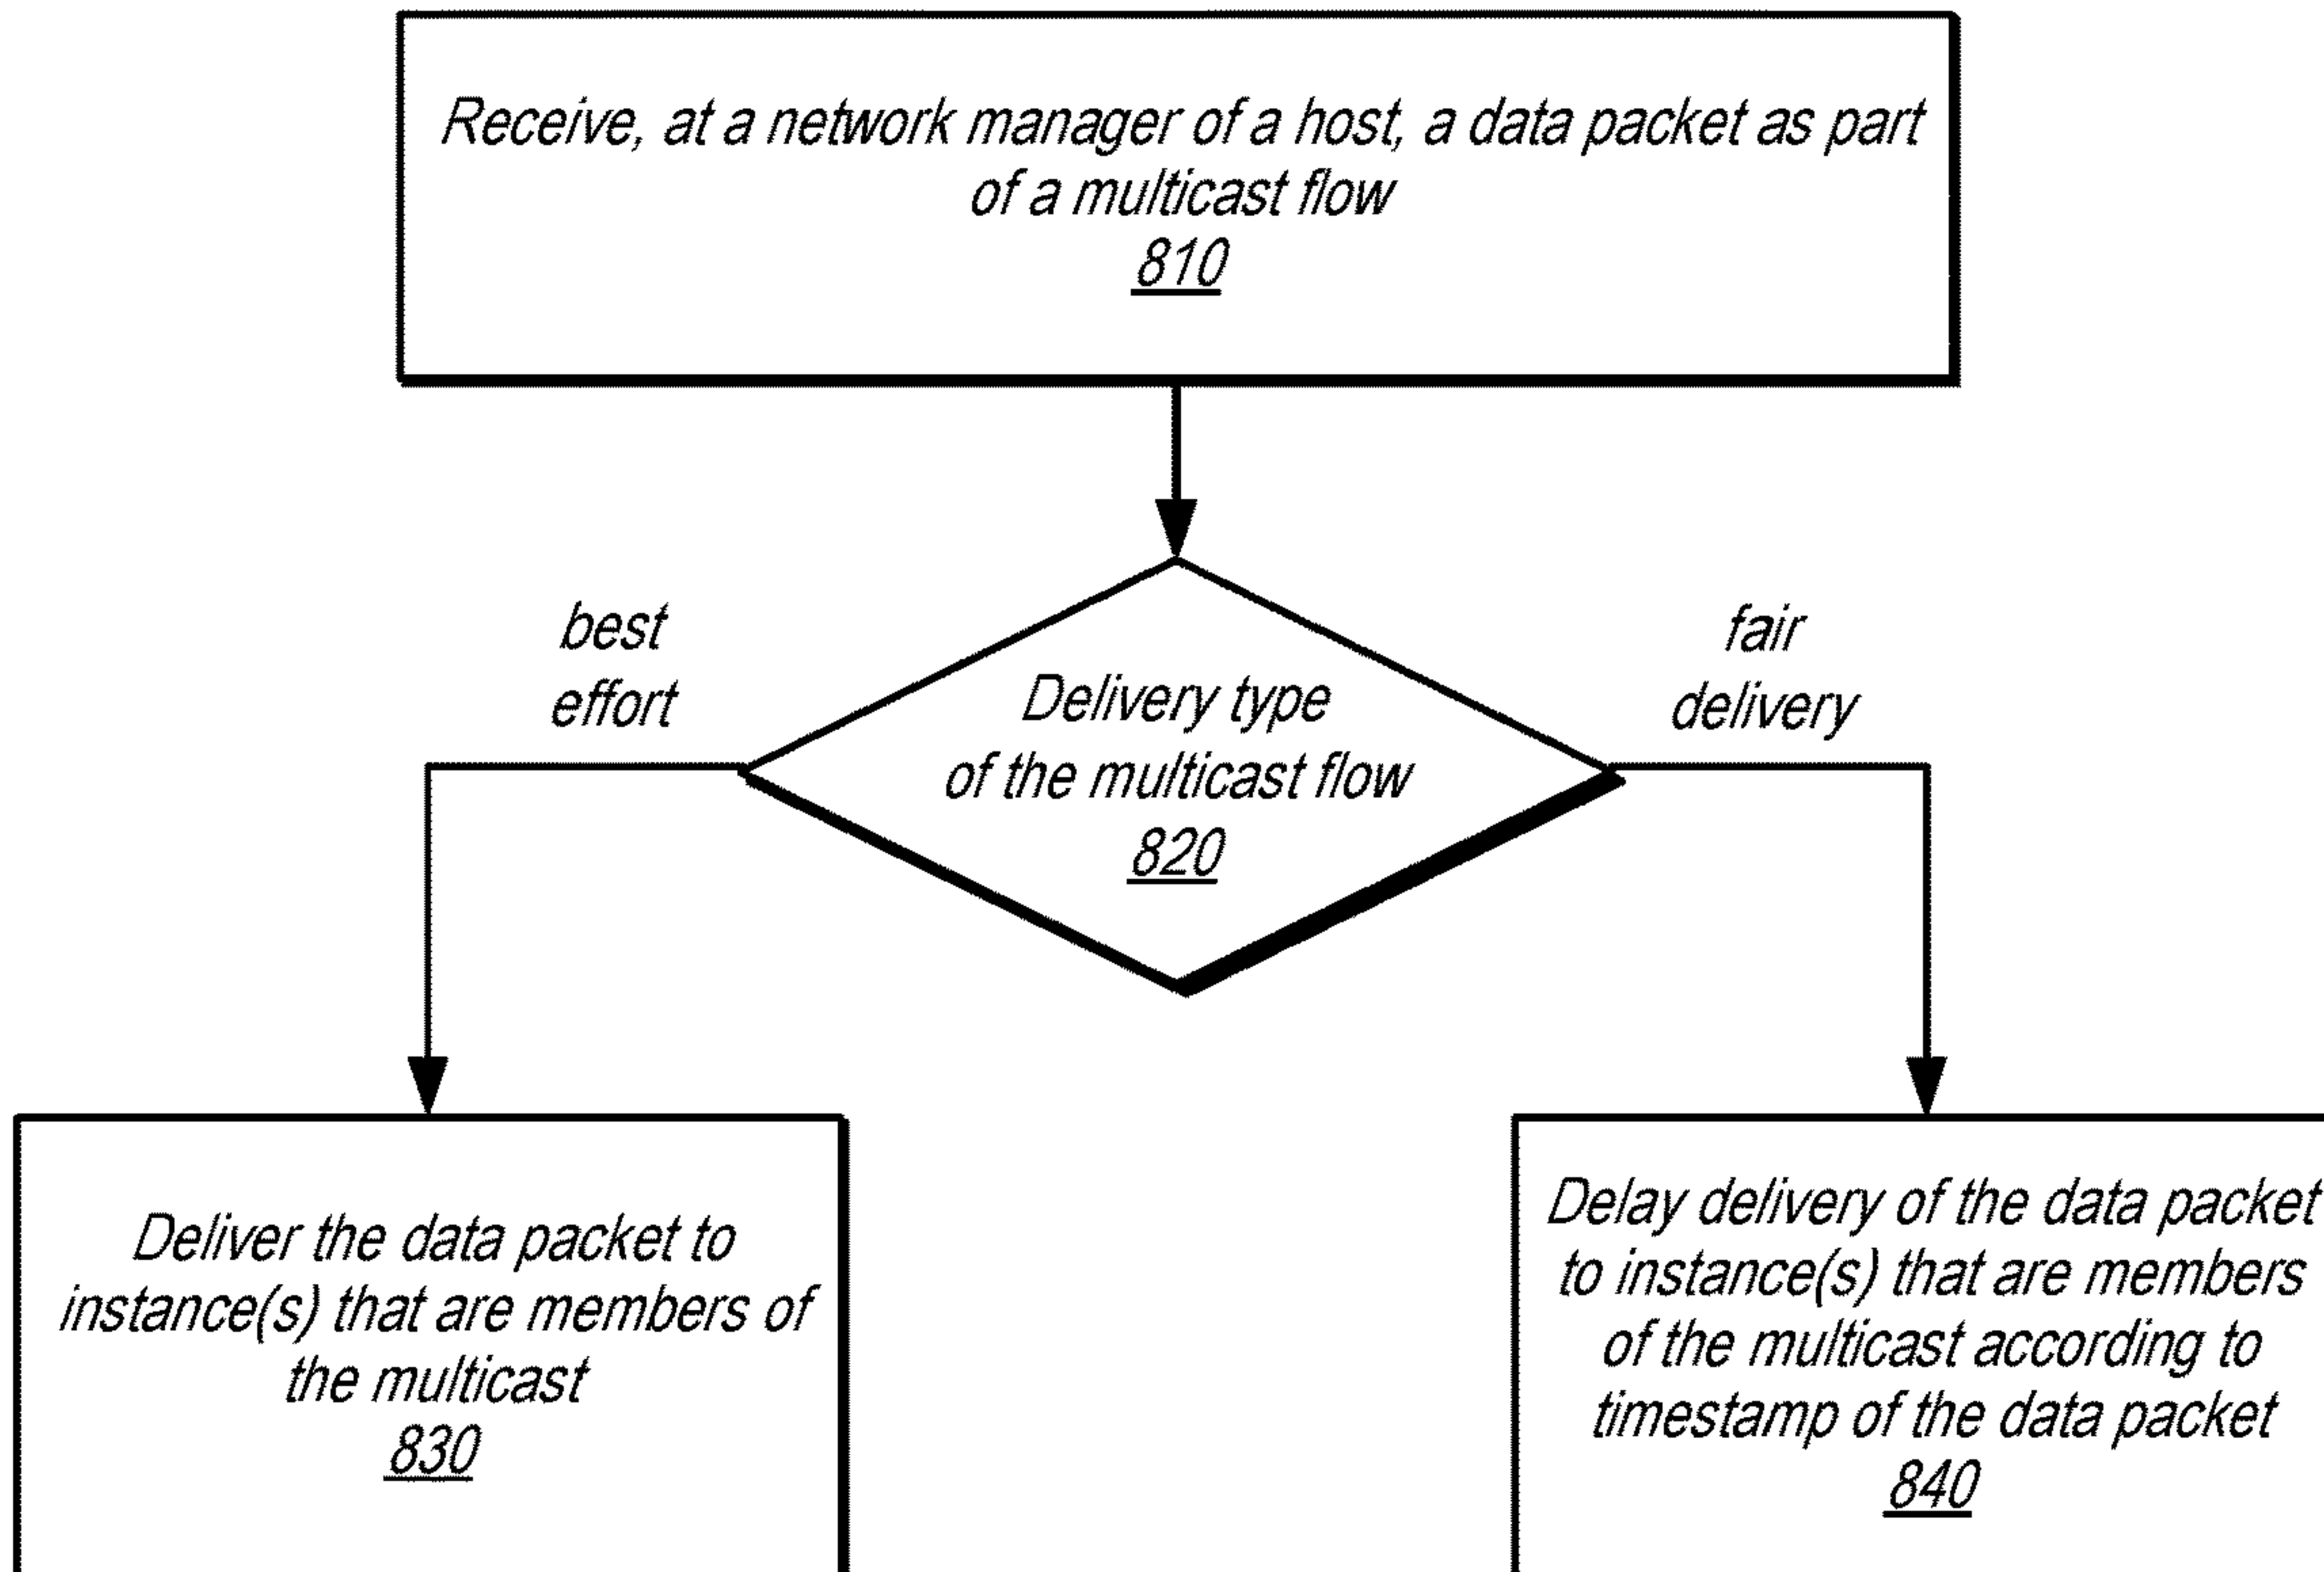 Receive, at a network manager of a host, a data packet as part
of a multicast flow
810
best
effort
fair
delivery
Delivery type
of the multicast flow
820
Deliver the data packet to
instance(s) that are members of
the multicast
830
Delay delivery of the data packet
to instance(s) that are members
of the multicast according to
timestamp of the data packet
840